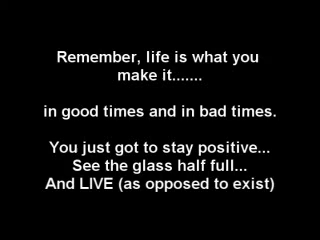 Remember, life is what you
make it.......
in good times and in bad times.
You just got to stay positive...
See the glass half full...
And LIVE (as opposed to exist)